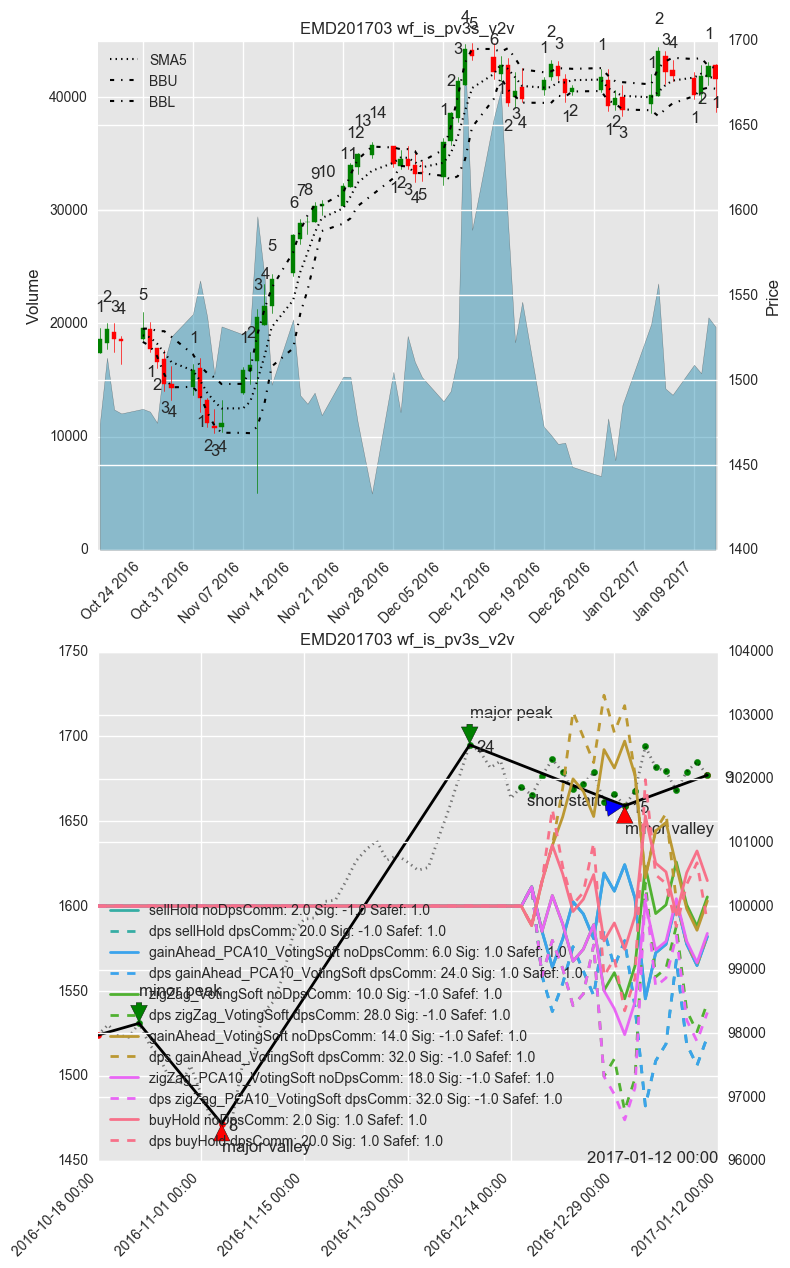 EMD201703 wf_is_pv3s_v2v
SMA5
BBU
BBL
Volume
Price
40000
30000
20000
10000
0
1700
1650
1600
1550
1500
1450
1400
Oct 24 2016
Oct 31 2016
Nov 07 2016
Nov 14 2016
Nov 21 2016
Nov 28 2016
Dec 05 2016
Dec 12 2016
Dec 19 2016
Dec 26 2016
Jan 02 2017
Jan 09 2017
EMD201703 wf_is_pv3s_v2v
1750
1700
1650
1600
1550
1500
1450
104000
103000
102000
101000
100000
99000
98000
97000
96000
major peak
24
short start
5
minor valley
minor peak
8
major valley
sellHold noDpsComm: 2.0 Sig: -1.0 Safef: 1.0
dps sellHold dpsComm: 20.0 Sig: -1.0 Safef: 1.0
gainAhead_PCA10_VotingSoft noDpsComm: 6.0 Sig: 1.0 Safef: 1.0
dps gainAhead_PCA10_VotingSoft dpsComm: 24.0 Sig: 1.0 Safef: 1.0
zigZag_VotingSoft noDpsComm: 10.0 Sig: -1.0 Safef: 1.0
dps zigZag_VotingSoft dpsComm: 28.0 Sig: -1.0 Safef: 1.0
gainAhead_VotingSoft noDpsComm: 14.0 Sig: -1.0 Safef: 1.0
dps gainAhead_VotingSoft dpsComm: 32.0 Sig: -1.0 Safef: 1.0
zigZag_PCA10_VotingSoft noDpsComm: 18.0 Sig: -1.0 Safef: 1.0
dps zigZag_PCA10_VotingSoft dpsComm: 32.0 Sig: -1.0 Safef: 1.0
buyHold noDpsComm: 2.0 Sig: 1.0 Safef: 1.0
dps buyHold dpsComm: 20.0 Sig: 1.0 Safef: 1.0
2017-01-12 00:00
2016-10-18 00:00
2016-11-01 00:00
2016-11-15 00:00
2016-11-30 00:00
2016-12-14 00:00
2016-12-29 00:00
2017-01-12 00:00